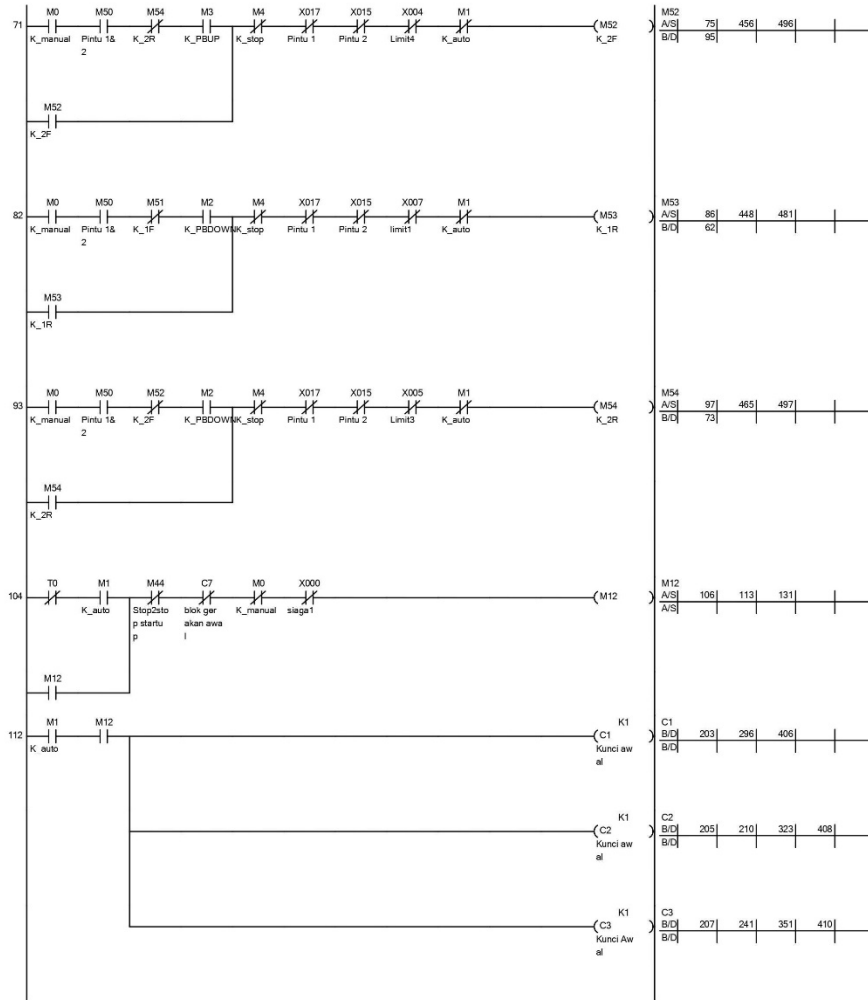 M0 M50 M54 M3 M4 X017 X015 X004 M1 M52
71 (M52 ) A/S 75 456 496
K_manual Pintu 1& K_2R K_PBUP K_stop Pintu 1 Pintu 2 Limit4 K_auto K_2F B/D 95
2
M52
K_2F
M0 M50 M51 M2 M4 X017 X015 X007 M1 M53
82 (M53 ) A/S 86 448 481
K_manual Pintu 1& K_1F K_PBDOWN K_stop Pintu 1 Pintu 2 limit1 K_auto K_1R B/D 62
2
M53
K_1R
M0 M50 M52 M2 M4 X017 X015 X005 M1 M54
93 (M54 ) A/S 97 465 497
K_manual Pintu 1& K_2F K_PBDOWN K_stop Pintu 1 Pintu 2 Limit3 K_auto K_2R B/D 73
2
M54
K_2R
T0 M1 M44 C7 M0 X000 M12
104 (M12 ) A/S 106 113 131
K_auto Stop2sto blok ger K_manual siaga1 A/S
p startu akan awa
p l
M12
M1 M12 K1 C1
112 (C1 ) B/D 203 296 406
K_auto Kunci aw B/D
al
K1 C2
(C2 ) B/D 205 210 323 408
Kunci aw B/D
al
K1 C3
(C3 ) B/D 207 241 351 410
Kunci Aw B/D
al